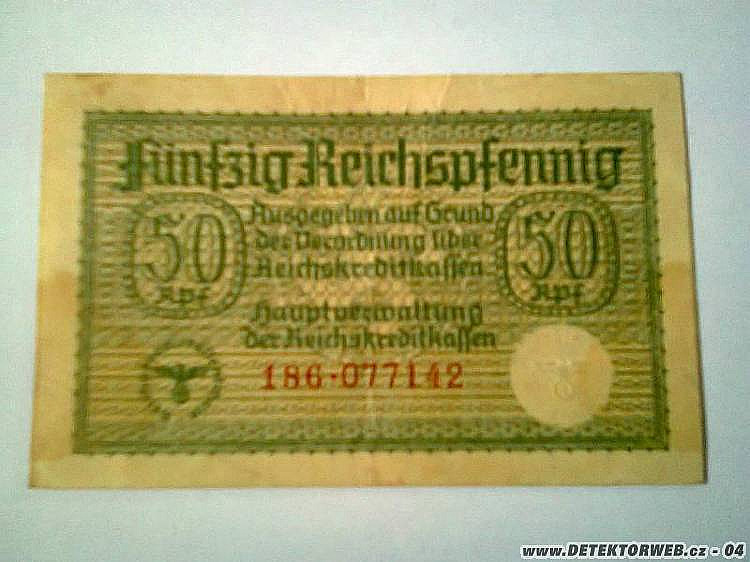 Fünfzig Reichspfennig
50 Rpf
Ausgegeben auf Grund
der Verordnung über
Reichskreditkassen
50 Rpf
Hauptverwaltung
der Reichskreditkassen
186·077142
www.DETEKTORWEB.cz - 04